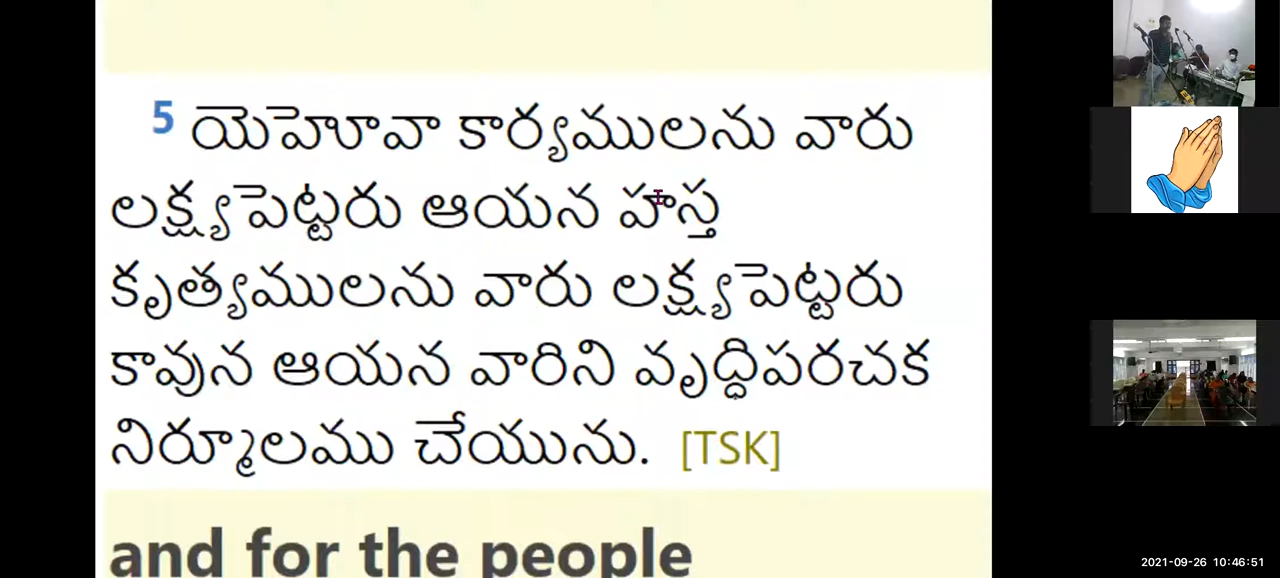 5 యెహెూవా కార్యములను వారు
లక్ష్యపెట్టరు ఆయన హస్త
కృత్యములను వారు లక్ష్యపెట్టరు
కావున ఆయన వారిని వృద్ధిపరచక
నిర్మూలము చేయును. [TSK]
and for the people
2021-09-26 10:46:51